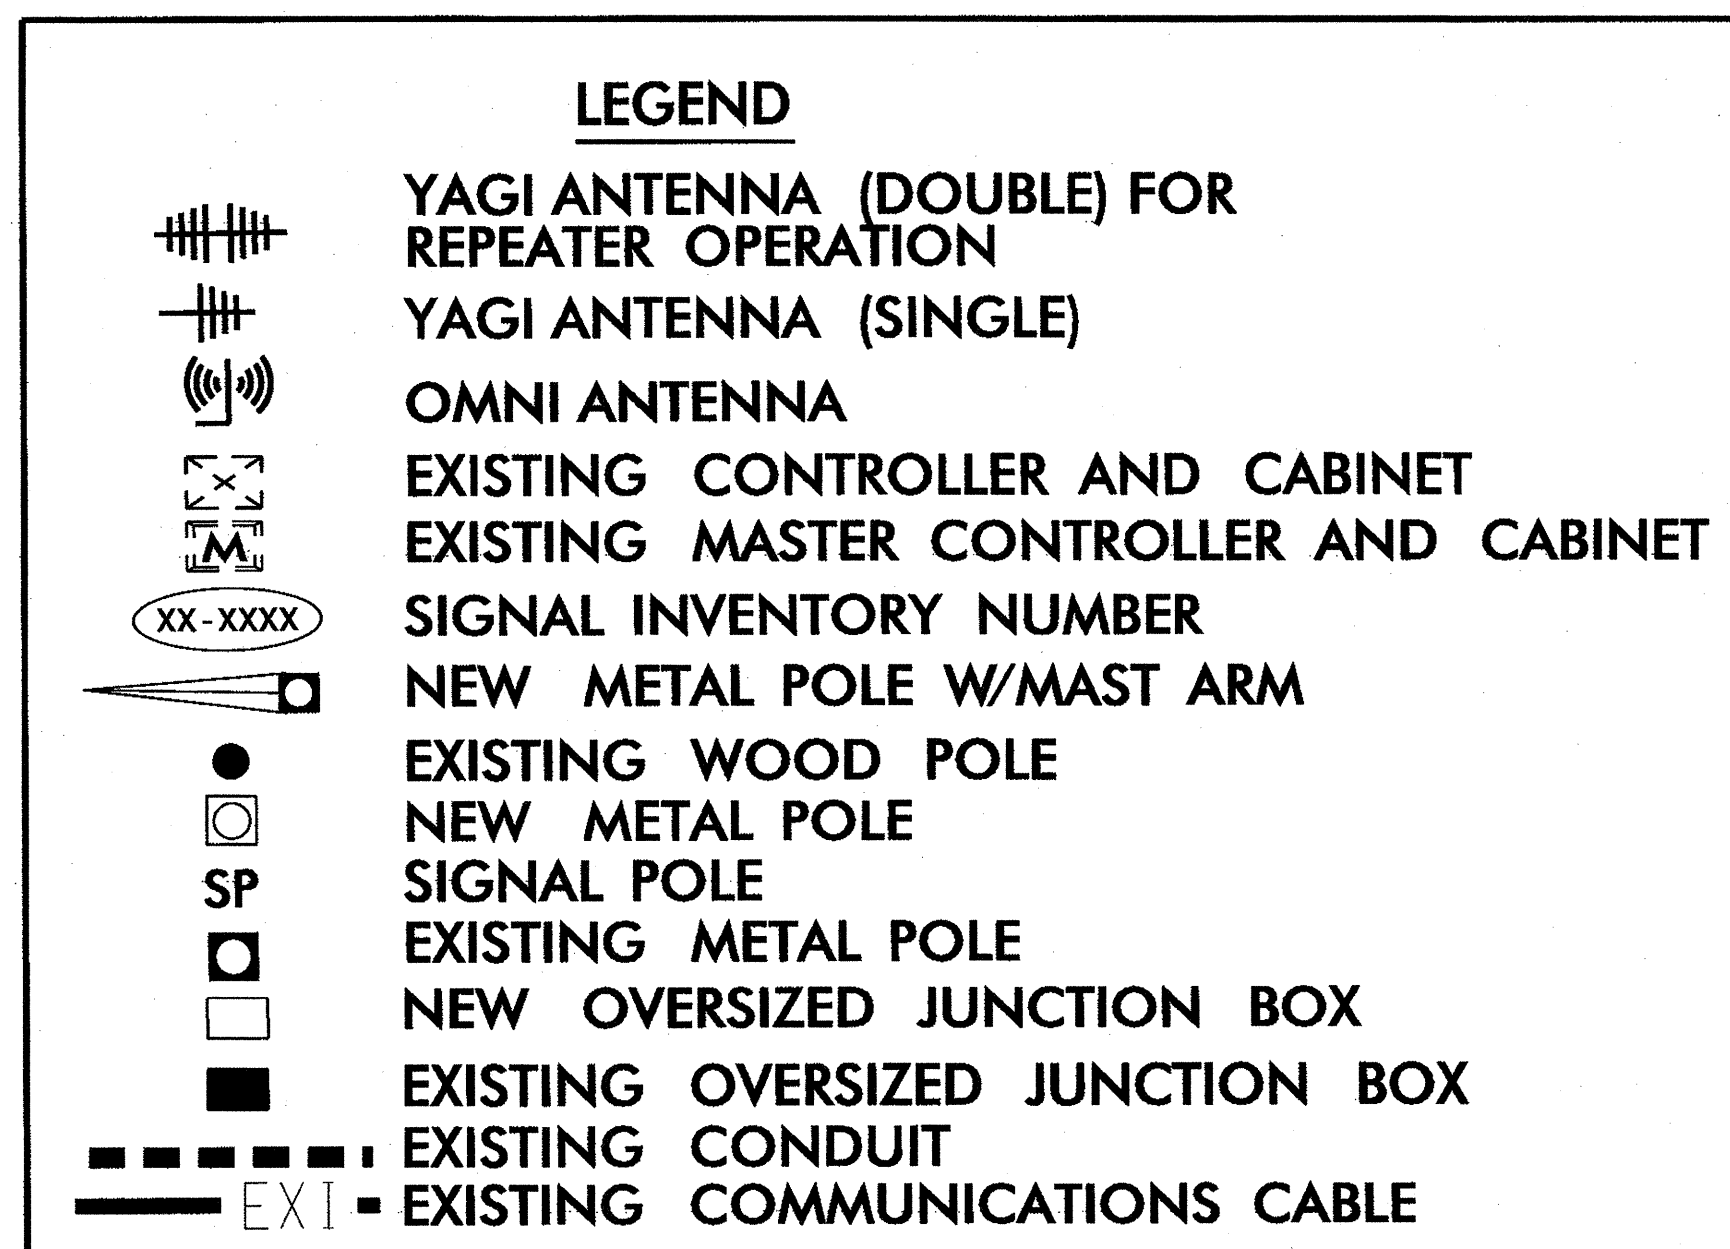 LEGEND
YAGI ANTENNA (DOUBLE) FOR
REPEATER OPERATION
YAGI ANTENNA (SINGLE)
OMNI ANTENNA
X EXISTING CONTROLLER AND CABINET
M EXISTING MASTER CONTROLLER AND CABINET
XX-XXXX SIGNAL INVENTORY NUMBER
NEW METAL POLE W/MAST ARM
EXISTING WOOD POLE
NEW METAL POLE
SP SIGNAL POLE
EXISTING METAL POLE
NEW OVERSIZED JUNCTION BOX
EXISTING OVERSIZED JUNCTION BOX
EXISTING CONDUIT
EXI EXISTING COMMUNICATIONS CABLE